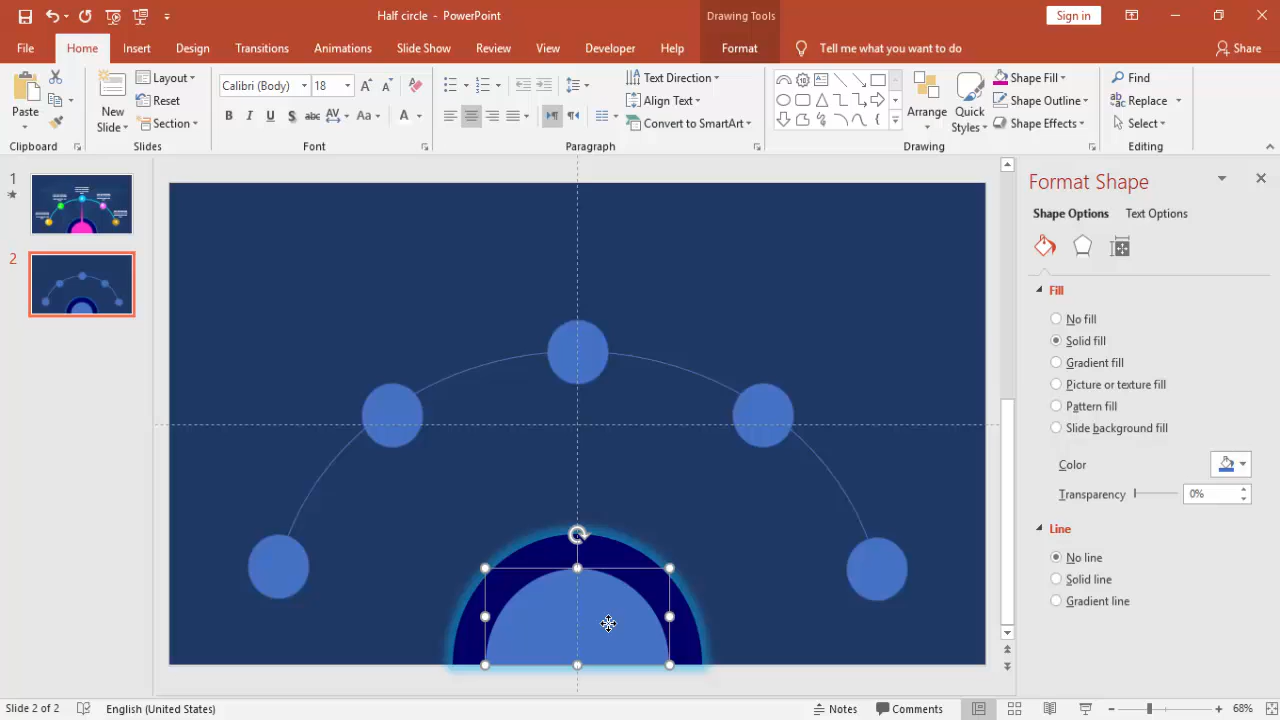 Half circle - PowerPoint
Drawing Tools
Sign in
File Home Insert Design Transitions Animations Slide Show Review View Developer Help Format Tell me what you want to do Share
Paste
New
Slide
Layout
Reset
Section
Calibri (Body) 18
B I U S abc AV Aa A
Text Direction
Align Text
Convert to SmartArt
Arrange
Quick
Styles
Shape Fill
Shape Outline
Shape Effects
Find
Replace
Select
Clipboard Slides Font Paragraph Drawing Editing
1
2
Format Shape
Shape Options Text Options
Fill
No fill
Solid fill
Gradient fill
Picture or texture fill
Pattern fill
Slide background fill
Color
Transparency 0%
Line
No line
Solid line
Gradient line
Slide 2 of 2 English (United States) Notes Comments 68%